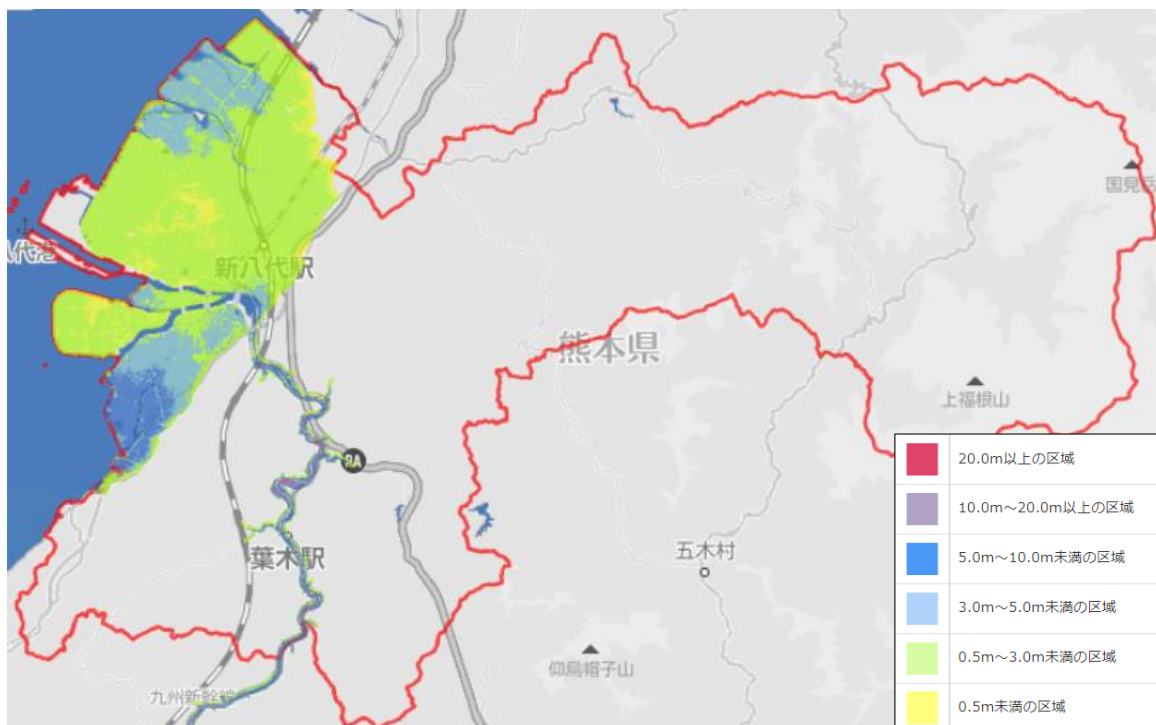 国見岳
八代港
新八代駅
熊本県
上福根山
PA
五木村
葉木駅
仰烏帽子山
九州新幹線
20.0m以上の区域
10.0m～20.0m以上の区域
5.0m～10.0m未満の区域
3.0m～5.0m未満の区域
0.5m～3.0m未満の区域
0.5m未満の区域